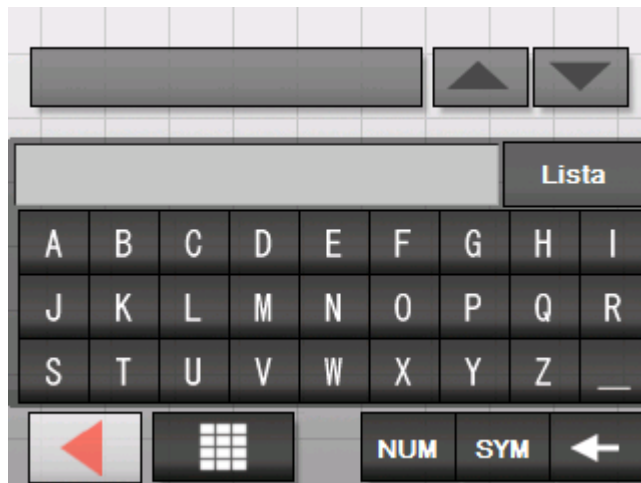 Lista
A B C D E F G H I
J K L M N O P Q R
S T U V W X Y Z _
NUM SYM